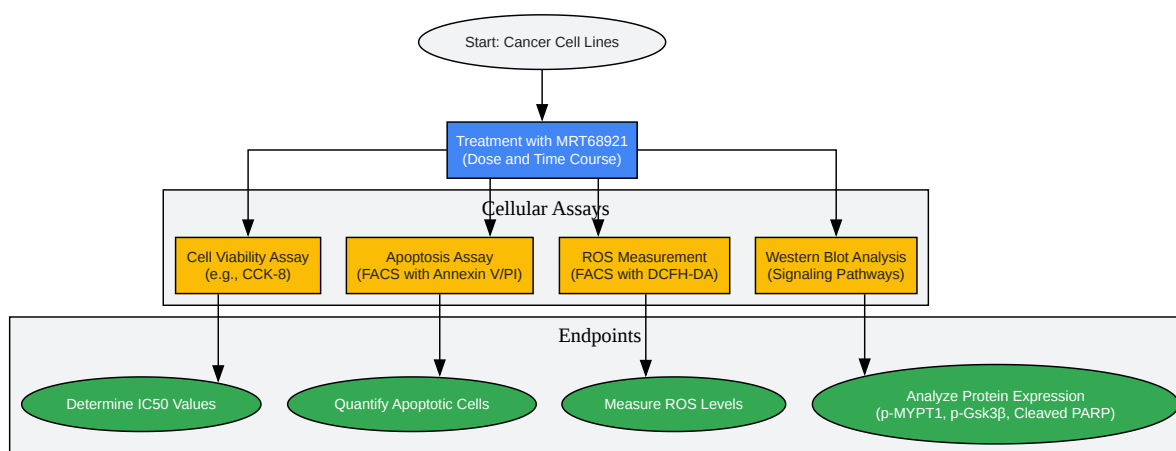 Start: Cancer Cell Lines
Treatment with MRT68921
(Dose and Time Course)
Cellular Assays
Cell Viability Assay
(e.g., CCK-8)
Apoptosis Assay
(FACS with Annexin V/PI)
ROS Measurement
(FACS with DCFH-DA)
Western Blot Analysis
(Signaling Pathways)
Endpoints
Determine IC50 Values
Quantify Apoptotic Cells
Measure ROS Levels
Analyze Protein Expression
(p-MYPT1, p-Gsk3β, Cleaved PARP)